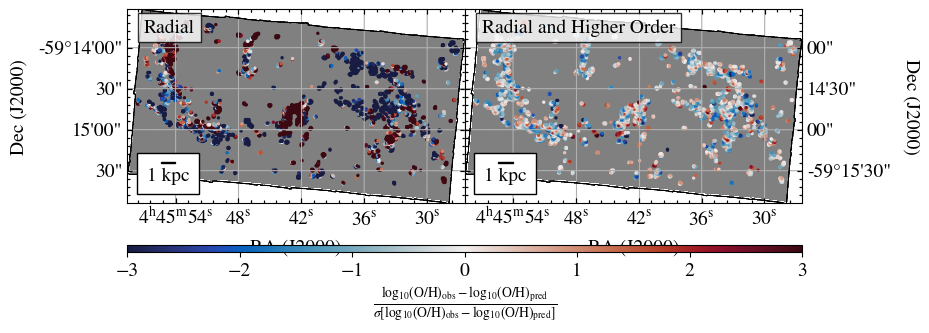 Radial
Radial and Higher Order
-59°14'00"
30"
15'00"
30"
Dec (J2000)
1 kpc
1 kpc
00"
14'30"
00"
-59°15'30"
Dec (J2000)
4ʰ45ᵐ54ˢ 48ˢ 42ˢ 36ˢ 30ˢ
54ˢ 48ˢ 42ˢ 36ˢ 30ˢ
RA (J2000)
RA (J2000)
−3 −2 −1 0 1 2 3
log₁₀(O/H)obs − log₁₀(O/H)pred
σ[log₁₀(O/H)obs − log₁₀(O/H)pred]